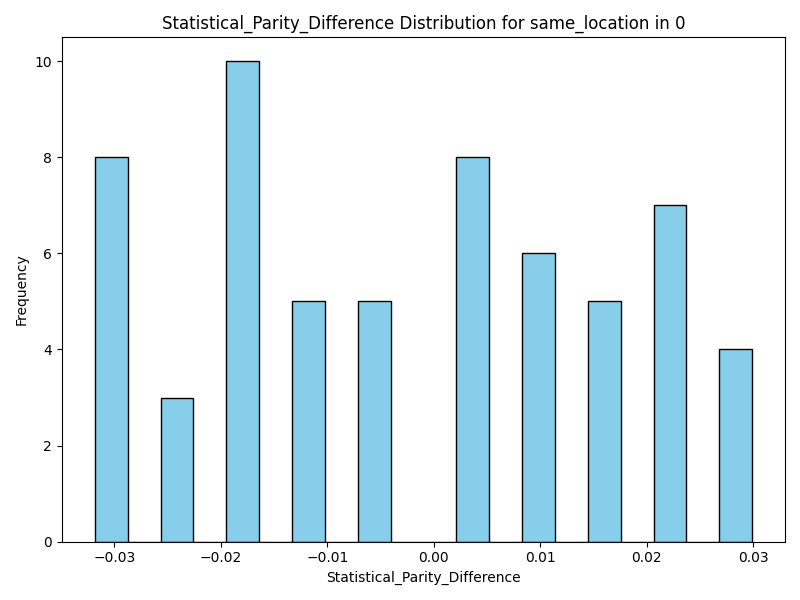 Statistical_Parity_Difference Distribution for same_location in 0
Frequency
10
8
6
4
2
0
−0.03 −0.02 −0.01 0.00 0.01 0.02 0.03
Statistical_Parity_Difference